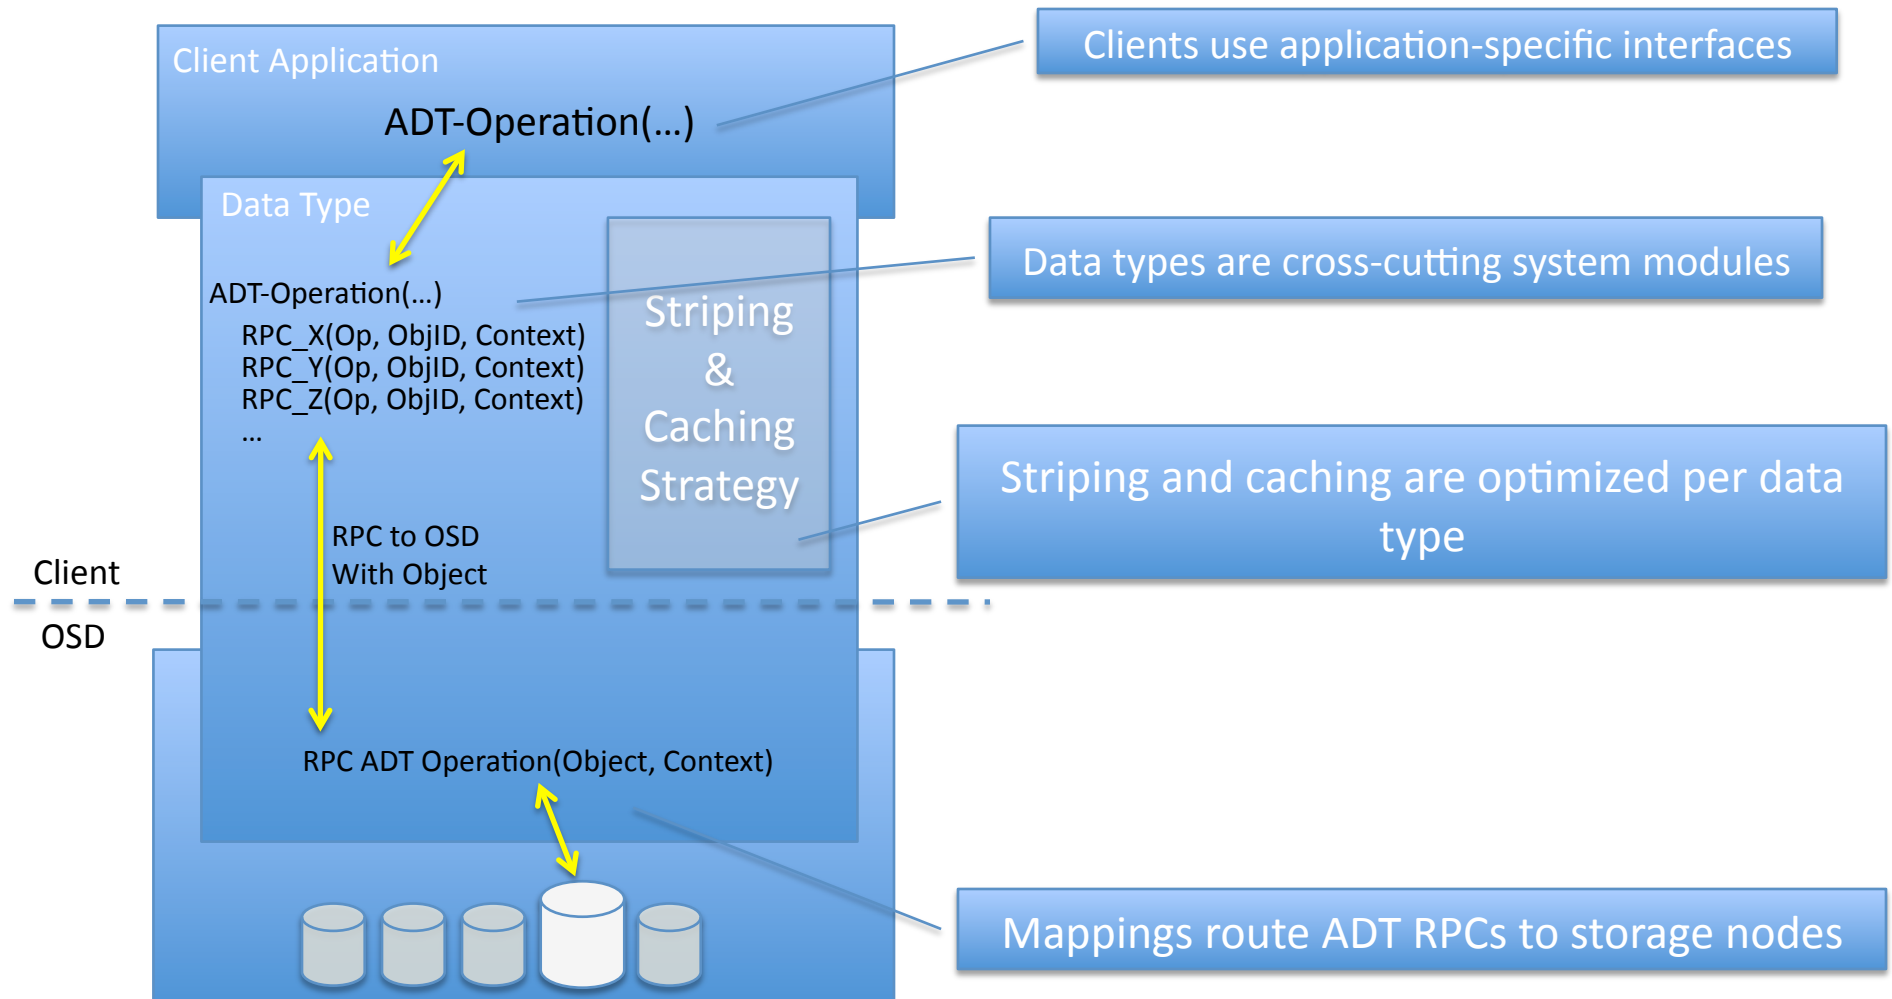 Client Application
ADT-Operation(...)
Clients use application-specific interfaces
Data Type
ADT-Operation(...)
RPC_X(Op, ObjID, Context)
RPC_Y(Op, ObjID, Context)
RPC_Z(Op, ObjID, Context)
...
Striping
&
Caching
Strategy
Data types are cross-cutting system modules
Striping and caching are optimized per data
type
RPC to OSD
With Object
Client
OSD
RPC ADT Operation(Object, Context)
Mappings route ADT RPCs to storage nodes